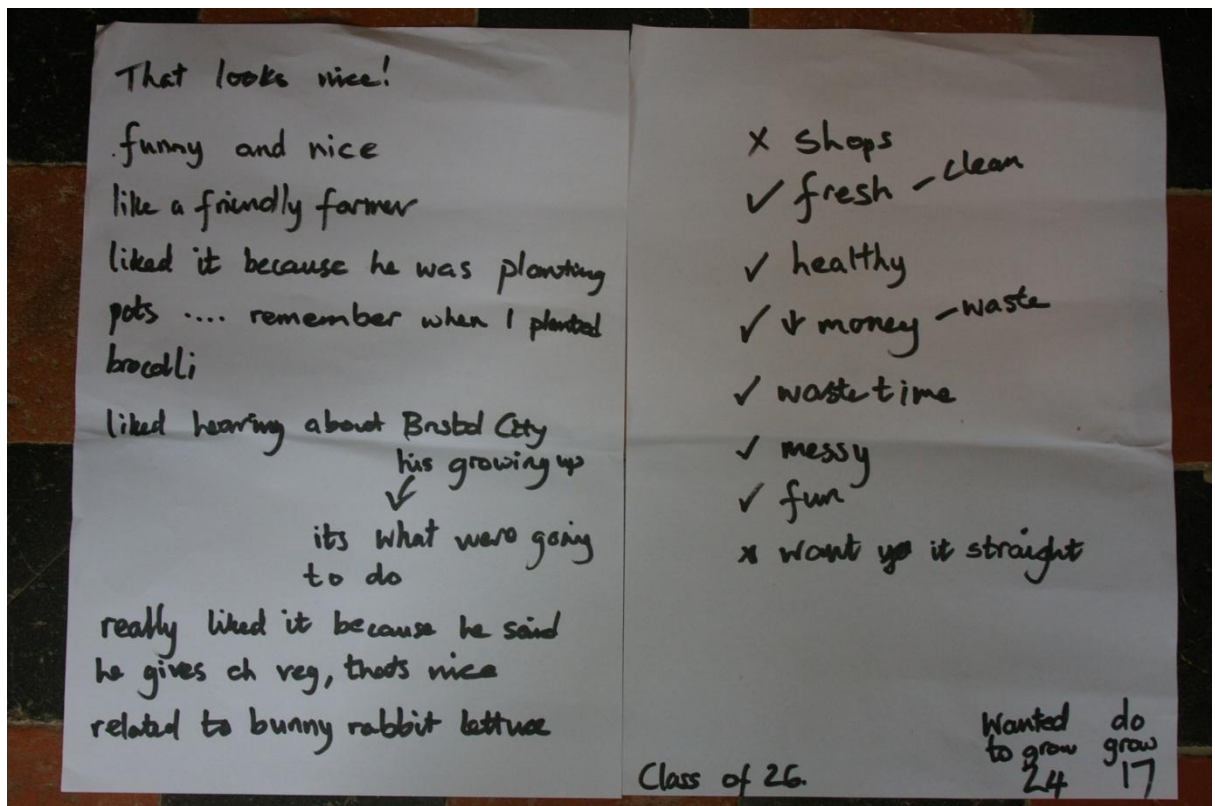 That looks nice!
funny and nice
like a friendly farmer
liked it because he was planting
pots .... remember when I planted
brocolli
liked hearing about Bristol City
his growing up
↓
its what were going
to do
really liked it because he said
he gives ch veg, thats nice
related to bunny rabbit lettuce
x shops
✓ fresh - clean
✓ healthy
✓ ↓ money - waste
✓ waste time
✓ messy
✓ fun
x want it straight
Class of 26.
Wanted
to grow
24
do
grow
17